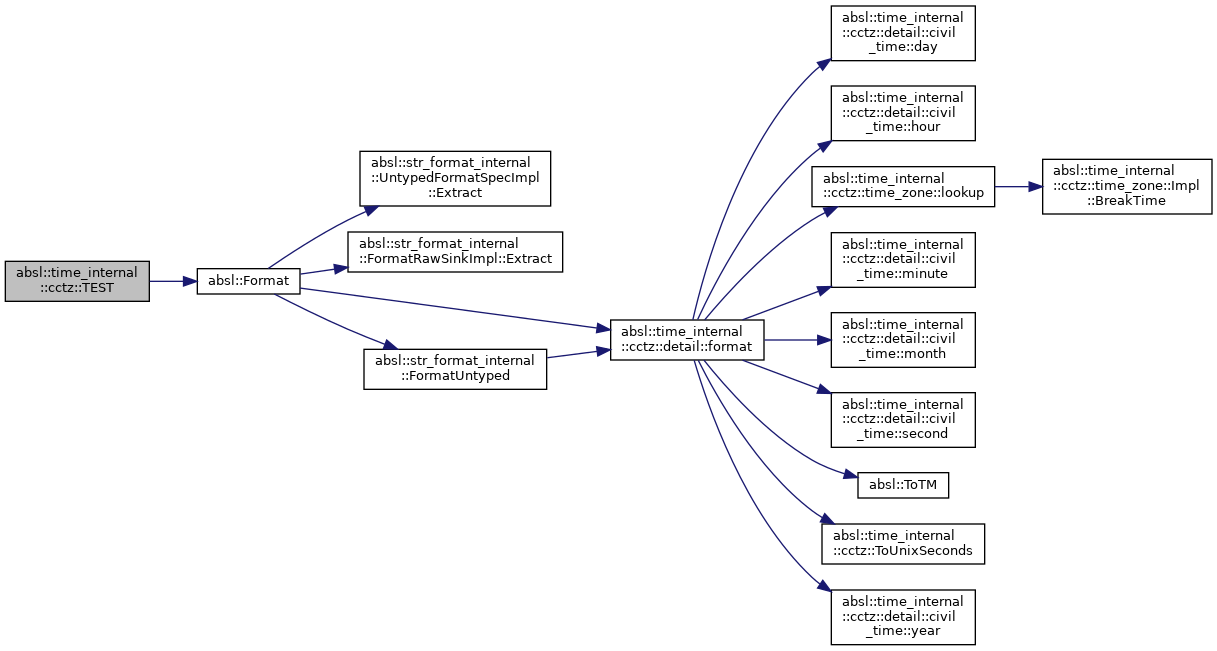 absl::time_internal
::cctz::TEST
absl::Format
absl::str_format_internal
::UntypedFormatSpecImpl
::Extract
absl::str_format_internal
::FormatRawSinkImpl::Extract
absl::str_format_internal
::FormatUntyped
absl::time_internal
::cctz::detail::format
absl::time_internal
::cctz::detail::civil
_time::day
absl::time_internal
::cctz::detail::civil
_time::hour
absl::time_internal
::cctz::time_zone::lookup
absl::time_internal
::cctz::time_zone::Impl
::BreakTime
absl::time_internal
::cctz::detail::civil
_time::minute
absl::time_internal
::cctz::detail::civil
_time::month
absl::time_internal
::cctz::detail::civil
_time::second
absl::ToTM
absl::time_internal
::cctz::ToUnixSeconds
absl::time_internal
::cctz::detail::civil
_time::year